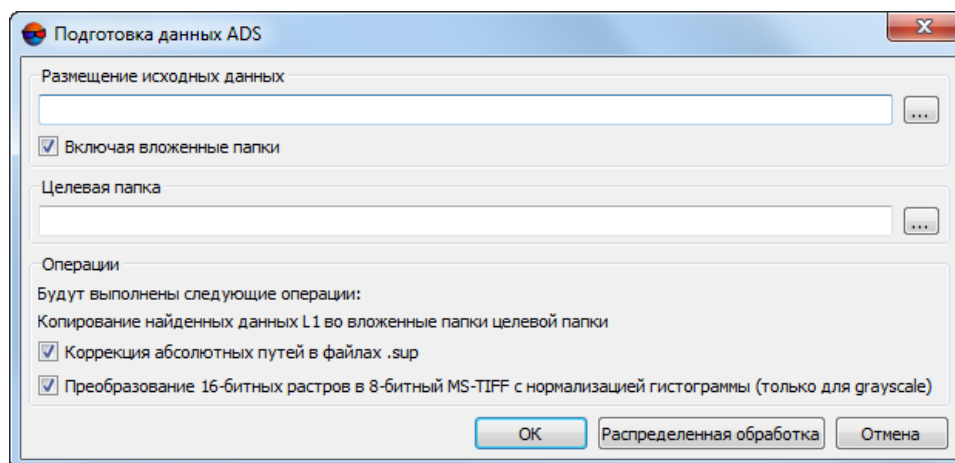 Подготовка данных ADS
Размещение исходных данных
...
Включая вложенные папки
Целевая папка
...
Операции
Будут выполнены следующие операции:
Копирование найденных данных L1 во вложенные папки целевой папки
Коррекция абсолютных путей в файлах .sup
Преобразование 16-битных растров в 8-битный MS-TIFF с нормализацией гистограммы (только для grayscale)
OK Распределенная обработка Отмена